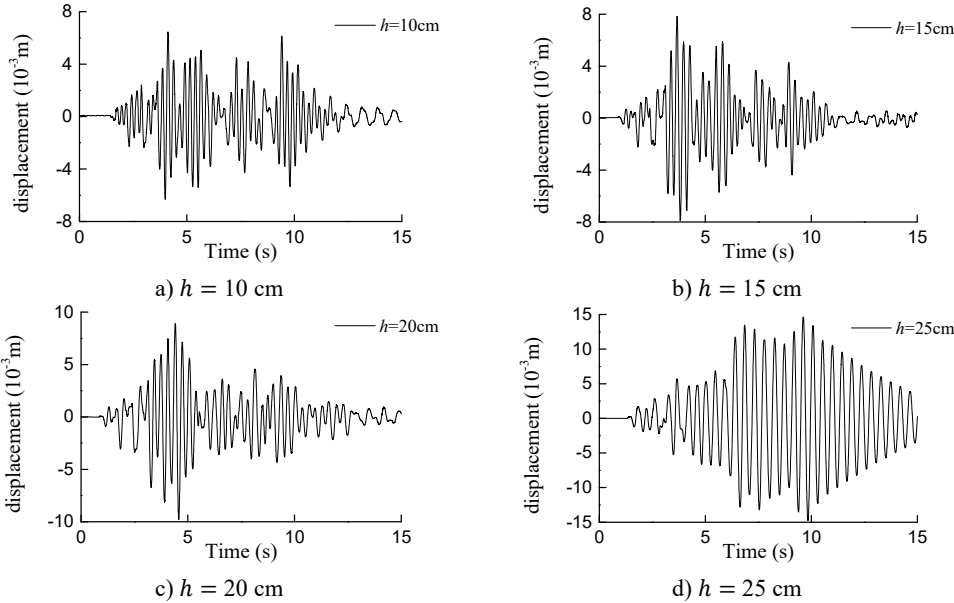 8
4
0
-4
-8
displacement (10⁻³m)
h=10cm
0 5 10 15
Time (s)
a) h = 10 cm
8
4
0
-4
-8
displacement (10⁻³m)
h=15cm
0 5 10 15
Time (s)
b) h = 15 cm
10
5
0
-5
-10
displacement (10⁻³m)
h=20cm
0 5 10 15
Time (s)
c) h = 20 cm
15
10
5
0
-5
-10
-15
displacement (10⁻³m)
h=25cm
0 5 10 15
Time (s)
d) h = 25 cm